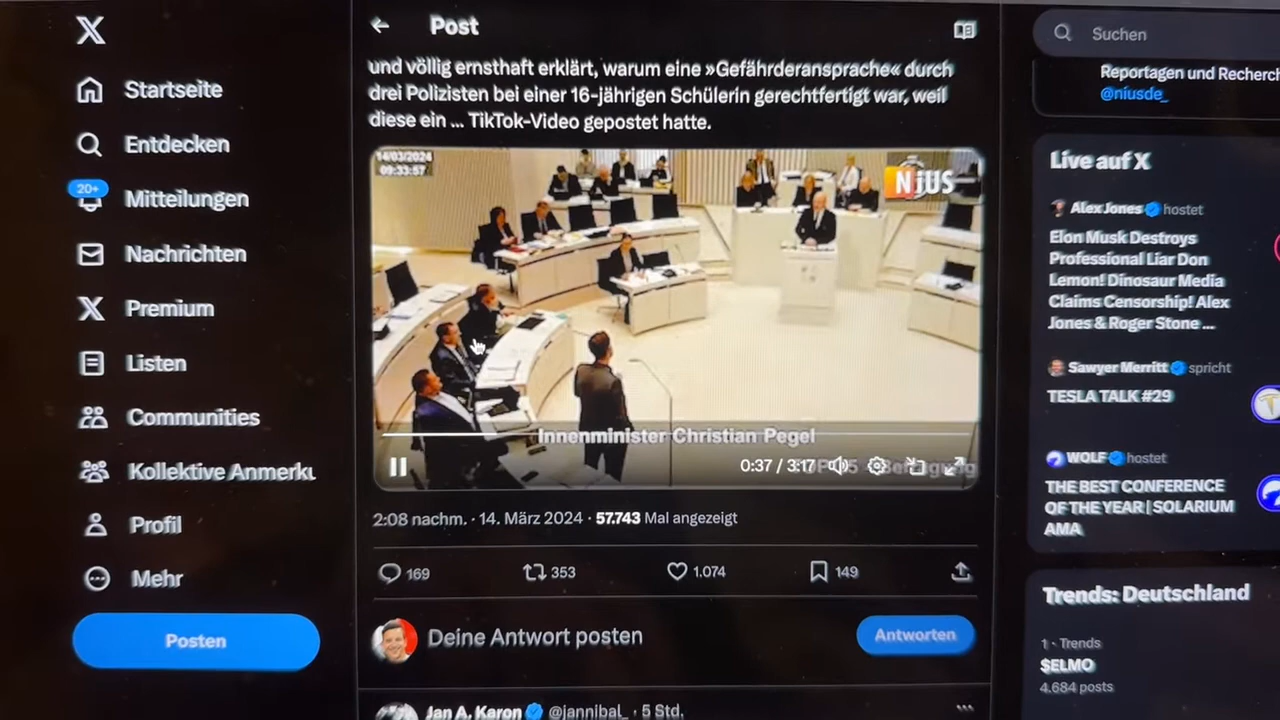 Startseite
Entdecken
20+
Mitteilungen
Nachrichten
Premium
Listen
Communities
Kollektive Anmerku
Profil
Mehr
Posten
Post
und völlig ernsthaft erklärt, warum eine »Gefährderansprache« durch
drei Polizisten bei einer 16-jährigen Schülerin gerechtfertigt war, weil
diese ein ... TikTok-Video gepostet hatte.
14/03/2024
09:33:57
NiUS
Innenminister Christian Pegel
0:37 / 3:17
2:08 nachm. · 14. März 2024 · 57.743 Mal angezeigt
169
353
1.074
149
Deine Antwort posten
Antworten
Jan A. Karon @jannibal_ · 5 Std.
Suchen
Reportagen und Recherch
@niusde_
Live auf X
Alex Jones hostet
Elon Musk Destroys
Professional Liar Don
Lemon! Dinosaur Media
Claims Censorship! Alex
Jones & Roger Stone ...
Sawyer Merritt spricht
TESLA TALK #29
WOLF hostet
THE BEST CONFERENCE
OF THE YEAR | SOLARIUM
AMA
Trends: Deutschland
1 · Trends
$ELMO
4.684 posts